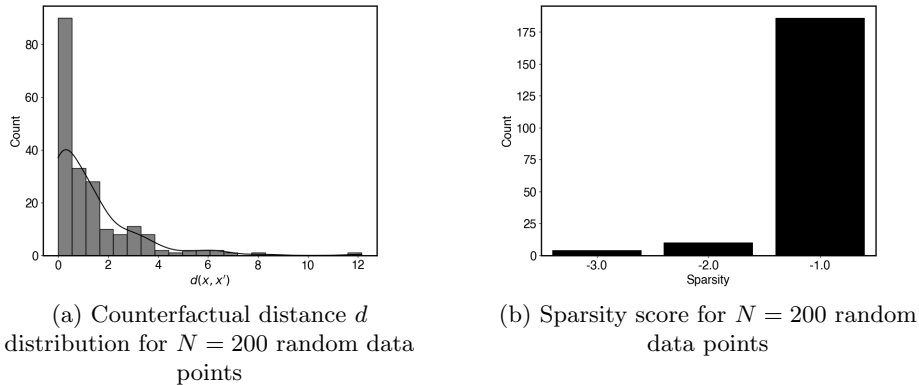 80
60
40
20
0
Count
0 2 4 6 8 10 12
d(x, x′)
175
150
125
100
75
50
25
0
Count
-3.0 -2.0 -1.0
Sparsity
(a) Counterfactual distance d
distribution for N = 200 random data
points
(b) Sparsity score for N = 200 random
data points